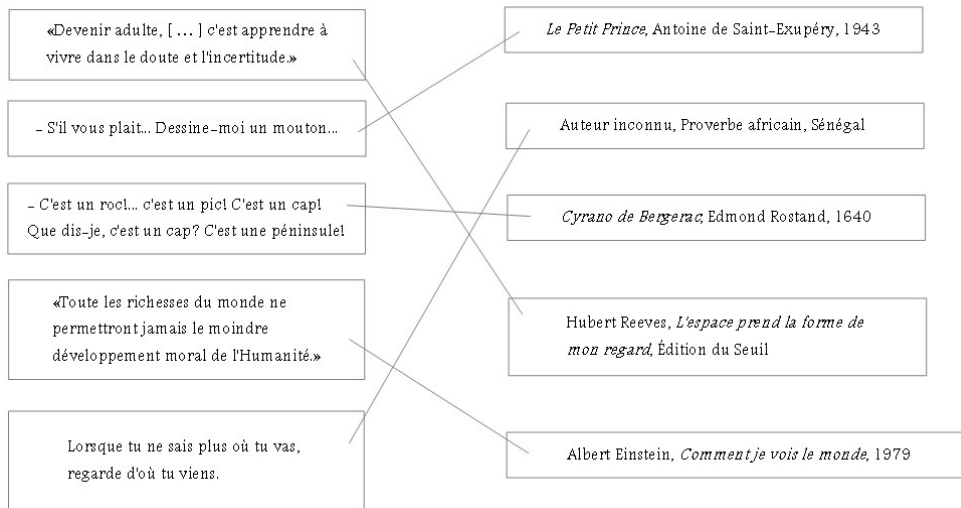 «Devenir adulte, [ ... ] c'est apprendre à
vivre dans le doute et l'incertitude.»
– S'il vous plait... Dessine-moi un mouton...
– C'est un roc!... c'est un pic! C'est un cap!
Que dis-je, c'est un cap? C'est une péninsule!
«Toute les richesses du monde ne
permettront jamais le moindre
développement moral de l'Humanité.»
Lorsque tu ne sais plus où tu vas,
regarde d'où tu viens.
Le Petit Prince, Antoine de Saint-Exupéry, 1943
Auteur inconnu, Proverbe africain, Sénégal
Cyrano de Bergerac, Edmond Rostand, 1640
Hubert Reeves, L'espace prend la forme de
mon regard, Édition du Seuil
Albert Einstein, Comment je vois le monde, 1979